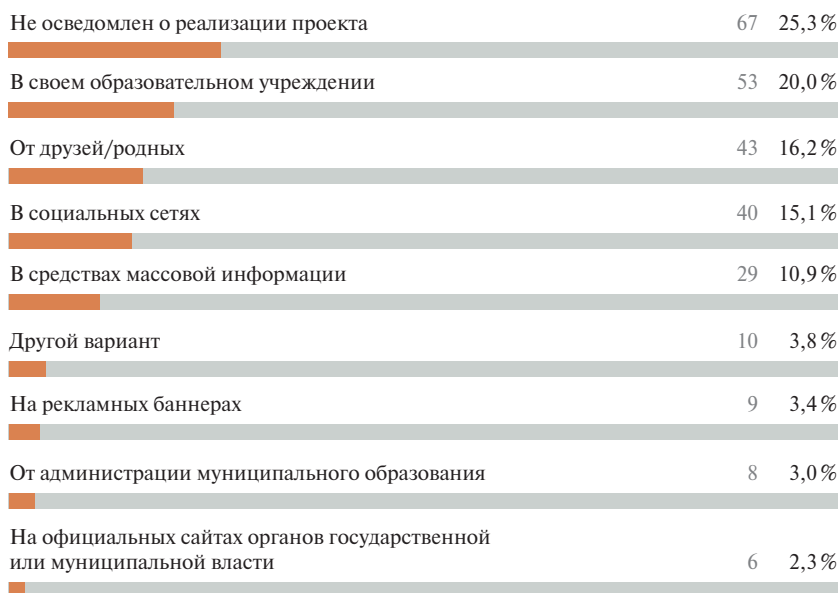 Не осведомлен о реализации проекта 67 25,3 %
В своем образовательном учреждении 53 20,0 %
От друзей/родных 43 16,2 %
В социальных сетях 40 15,1 %
В средствах массовой информации 29 10,9 %
Другой вариант 10 3,8 %
На рекламных баннерах 9 3,4 %
От администрации муниципального образования 8 3,0 %
На официальных сайтах органов государственной
или муниципальной власти 6 2,3 %